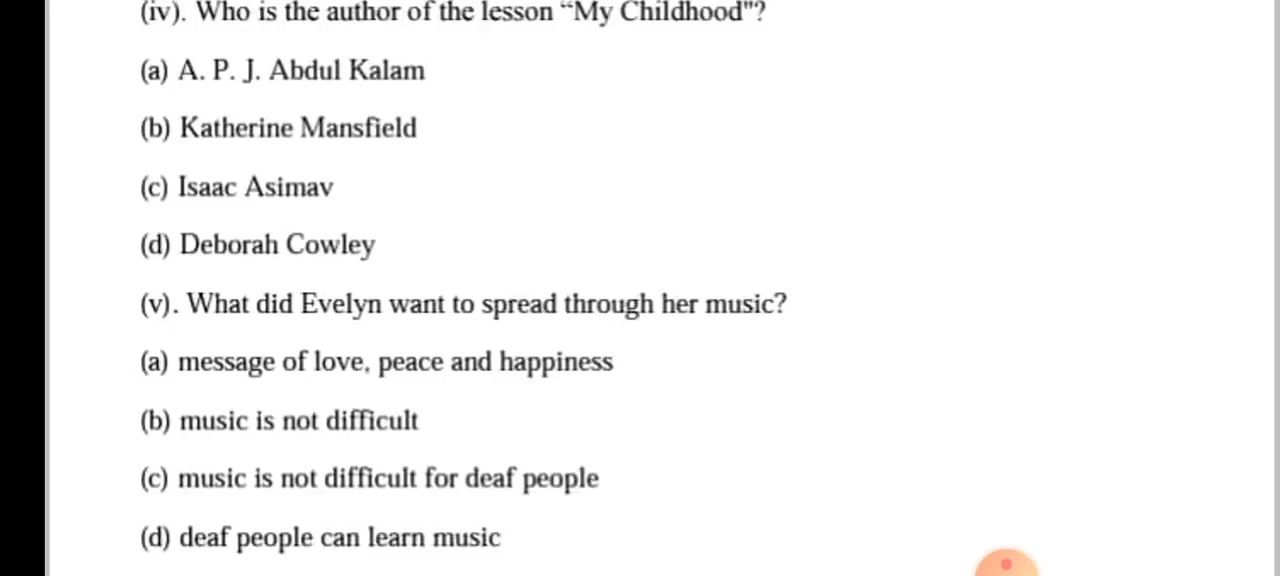 (iv). Who is the author of the lesson “My Childhood"?
(a) A. P. J. Abdul Kalam
(b) Katherine Mansfield
(c) Isaac Asimav
(d) Deborah Cowley
(v). What did Evelyn want to spread through her music?
(a) message of love, peace and happiness
(b) music is not difficult
(c) music is not difficult for deaf people
(d) deaf people can learn music